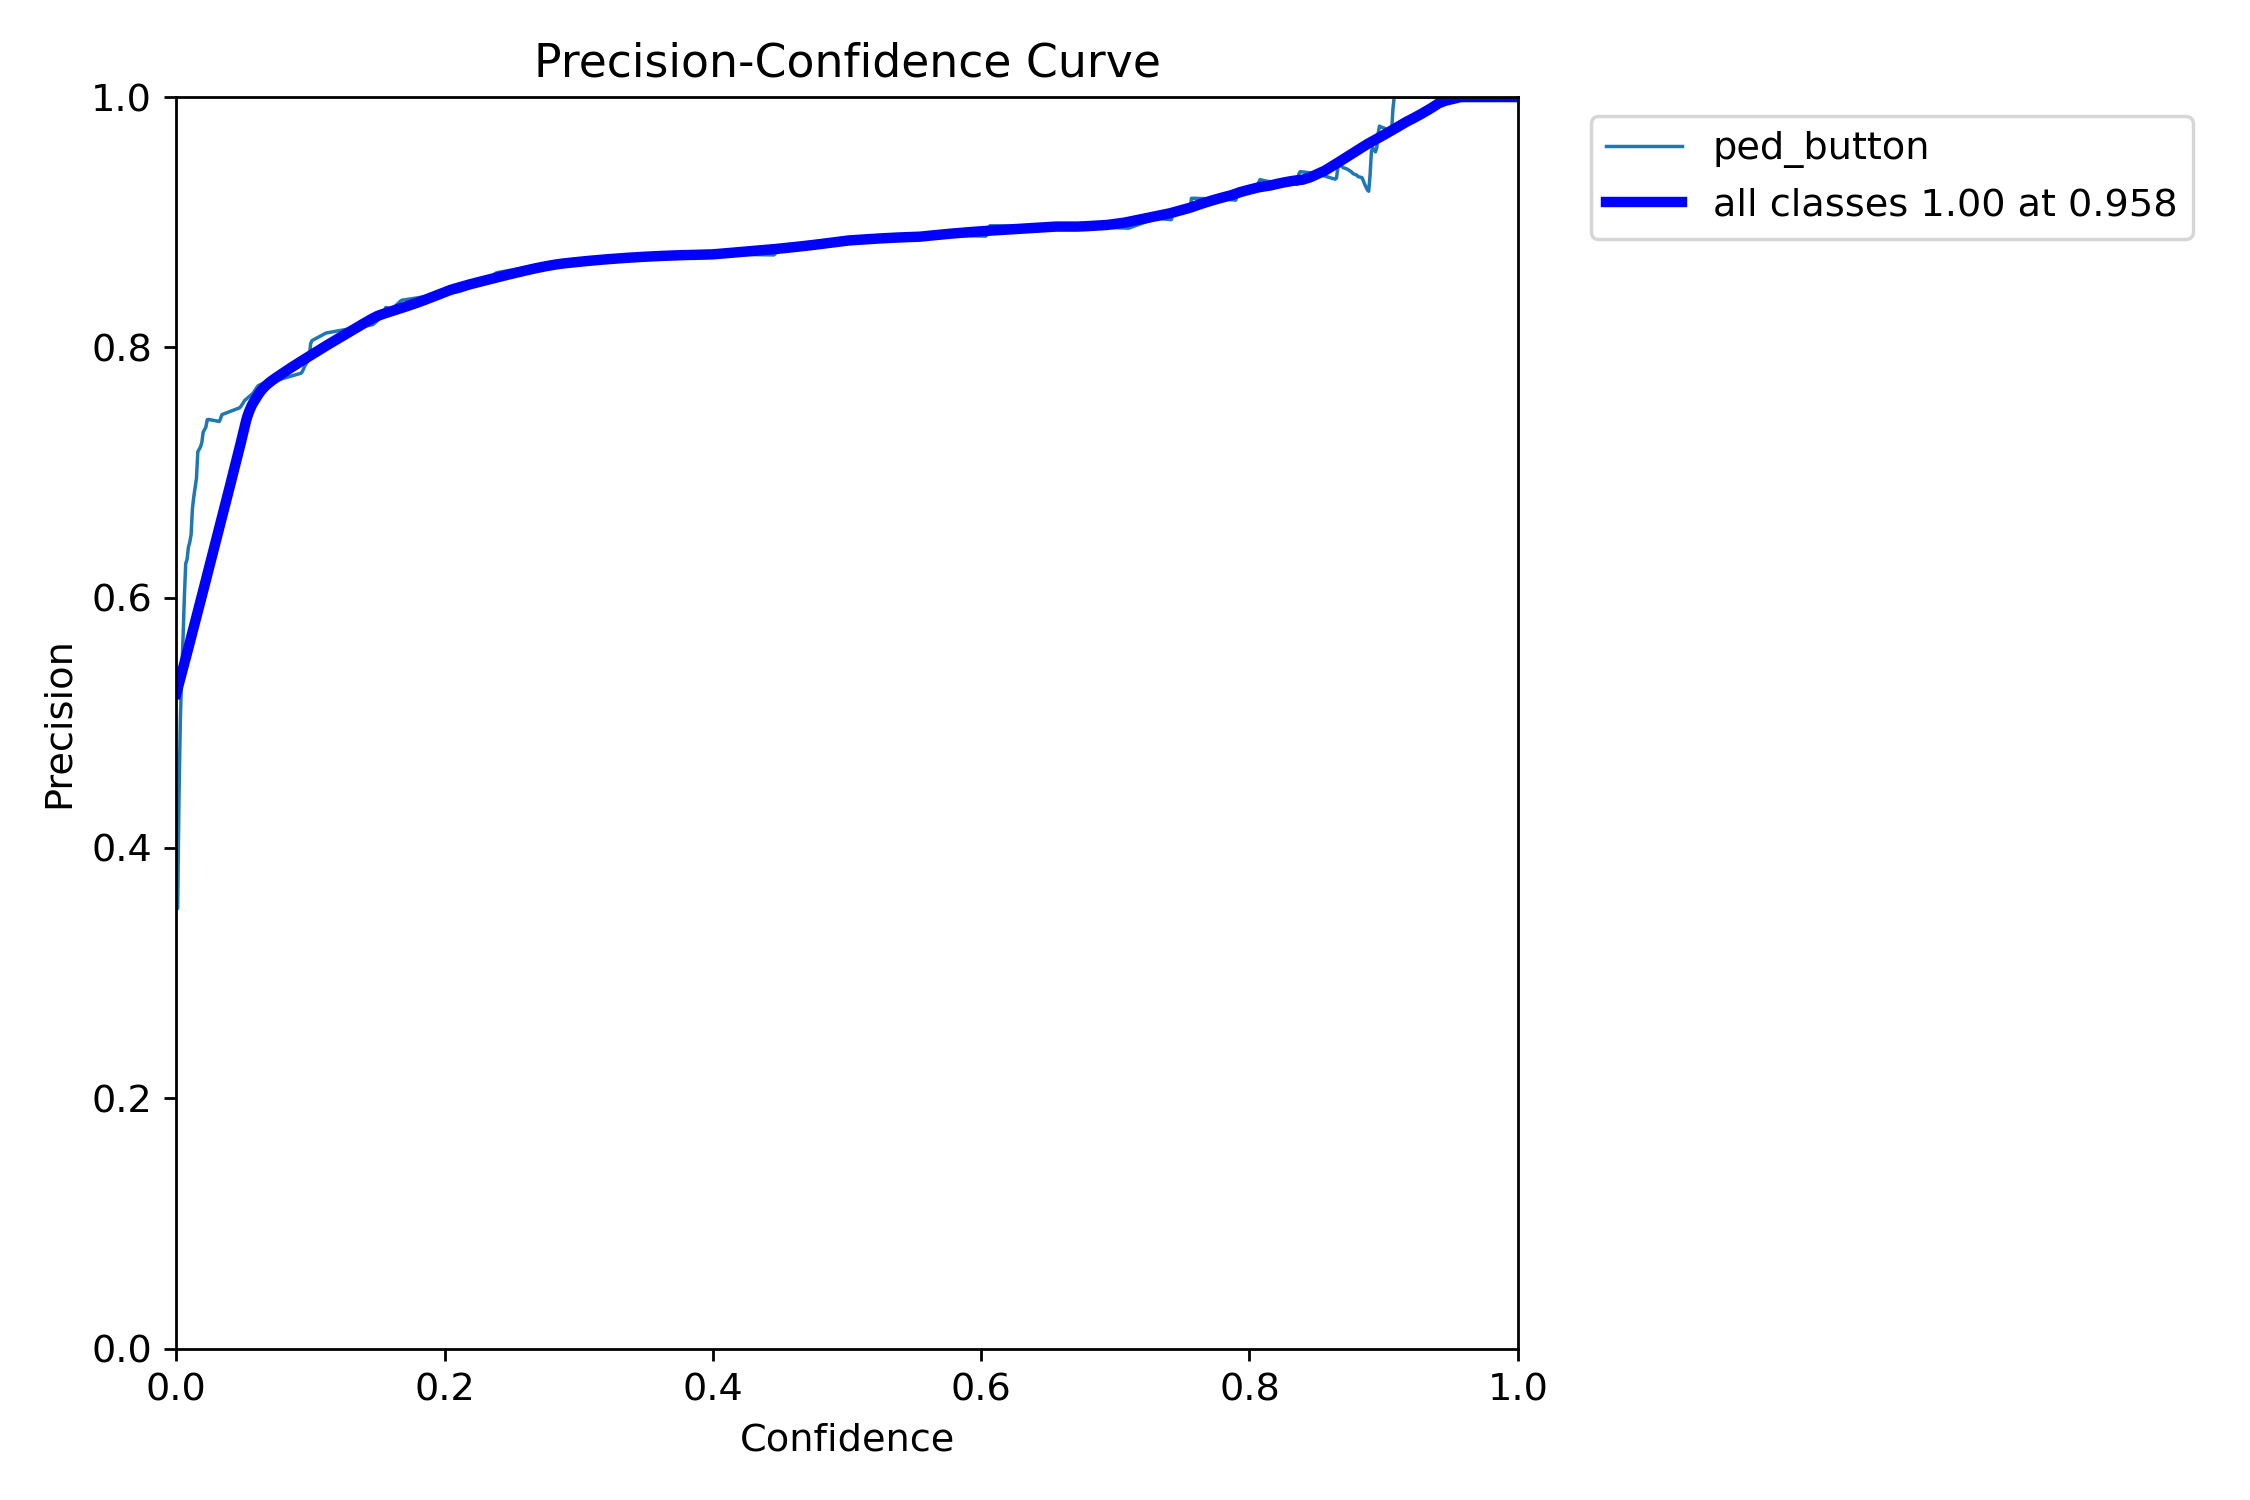 Precision-Confidence Curve
1.0
0.8
0.6
0.4
0.2
0.0
Precision
0.0 0.2 0.4 0.6 0.8 1.0
Confidence
ped_button
all classes 1.00 at 0.958